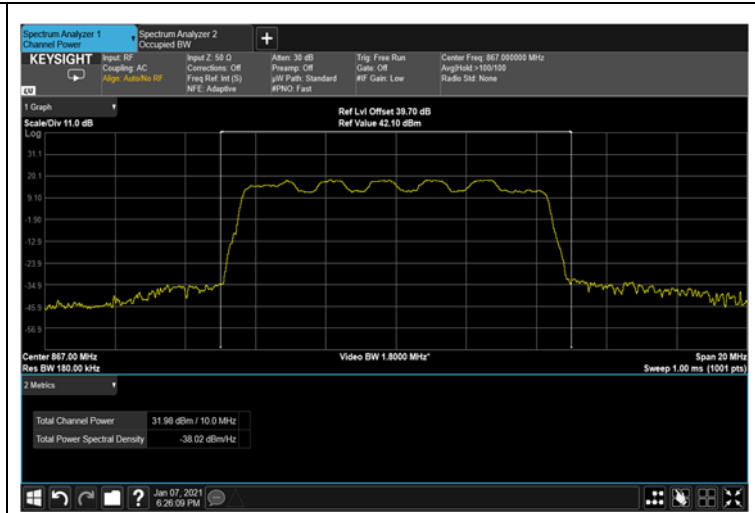 Spectrum Analyzer 1
Channel Power
Spectrum Analyzer 2
Occupied BW
KEYSIGHT
Input: RF
Coupling: AC
Align: Auto/No RF
Input Z: 50 Ω
Corrections: Off
Freq Ref: Int (S)
NFE: Adaptive
Atten: 30 dB
Preamp: Off
µW Path: Standard
#PNO: Fast
Trig: Free Run
Gate: Off
#IF Gain: Low
Center Freq: 867.000000 MHz
Avg|Hold:>100/100
Radio Std: None
1 Graph
Scale/Div 11.0 dB
Ref Lvl Offset 39.70 dB
Ref Value 42.10 dBm
Log
31.1
20.1
9.10
-1.90
-12.9
-23.9
-34.9
-45.9
-56.9
Center 867.00 MHz
Res BW 180.00 kHz
Video BW 1.8000 MHz*
Span 20 MHz
Sweep 1.00 ms (1001 pts)
2 Metrics
Total Channel Power 31.98 dBm / 10.0 MHz
Total Power Spectral Density -38.02 dBm/Hz
Jan 07, 2021
6:26:09 PM